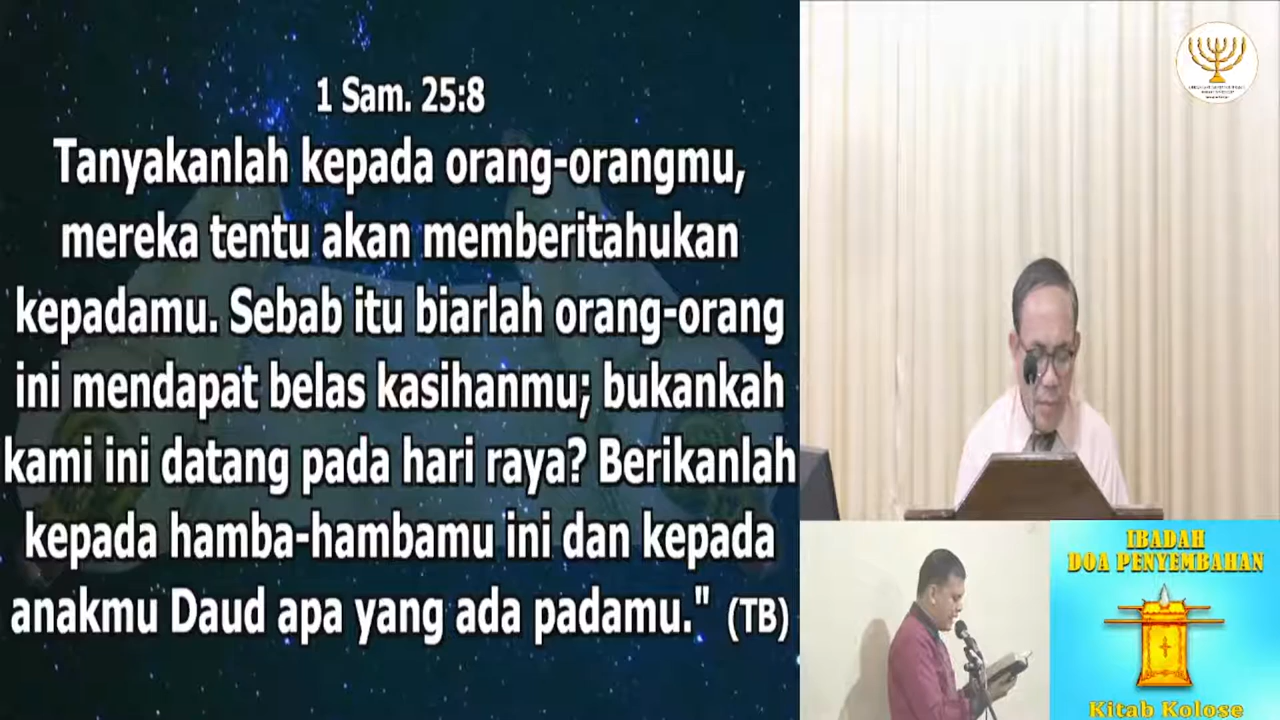 1 Sam. 25:8
Tanyakanlah kepada orang-orangmu,
mereka tentu akan memberitahukan
kepadamu. Sebab itu biarlah orang-orang
ini mendapat belas kasihanmu; bukankah
kami ini datang pada hari raya? Berikanlah
kepada hamba-hambamu ini dan kepada
anakmu Daud apa yang ada padamu." (TB)
IBADAH
DOA PENYEMBAHAN
Kitab Kolose